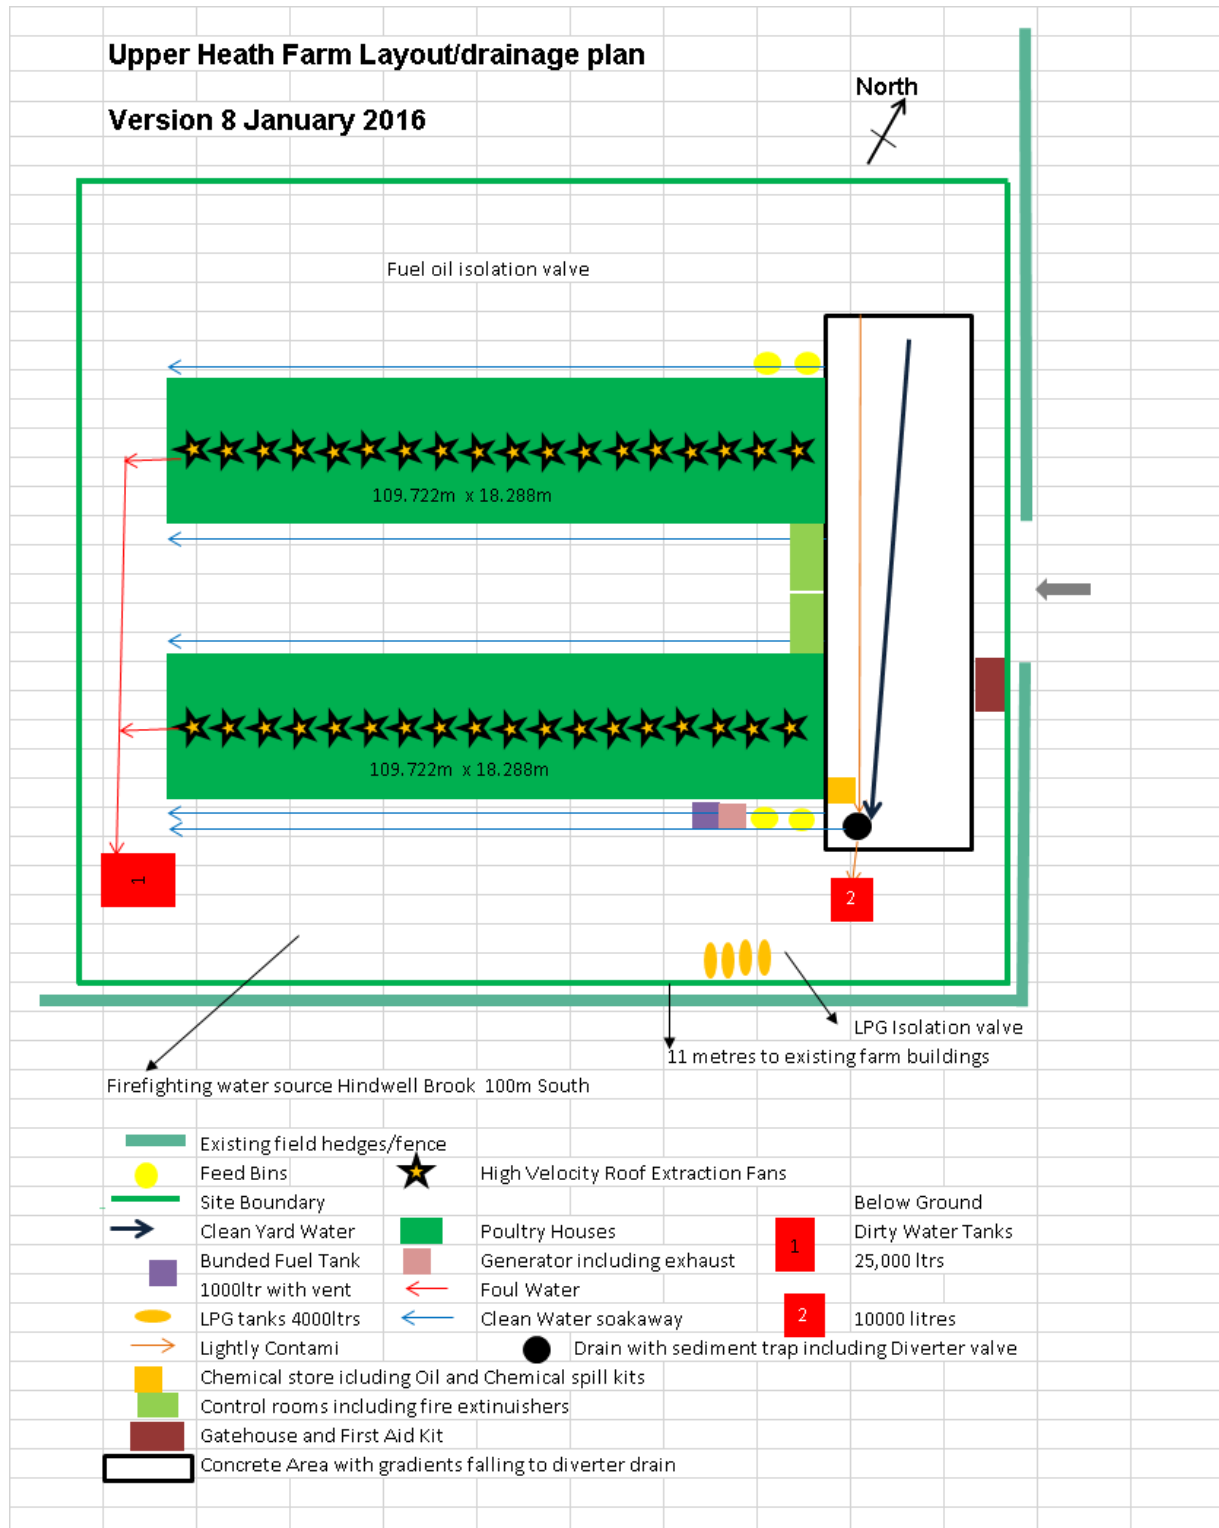 Upper Heath Farm Layout/drainage plan
Version 8 January 2016
North
Fuel oil isolation valve
109.722m x 18.288m
109.722m x 18.288m
1
2
LPG Isolation valve
11 metres to existing farm buildings
Firefighting water source Hindwell Brook 100m South
Existing field hedges/fence
Feed Bins
High Velocity Roof Extraction Fans
Site Boundary
Below Ground
Clean Yard Water
Poultry Houses
Dirty Water Tanks
Bunded Fuel Tank
Generator including exhaust
1
25,000 ltrs
1000ltr with vent
Foul Water
LPG tanks 4000ltrs
Clean Water soakaway
2
10000 litres
Lightly Contami
Drain with sediment trap including Diverter valve
Chemical store icluding Oil and Chemical spill kits
Control rooms including fire extinuishers
Gatehouse and First Aid Kit
Concrete Area with gradients falling to diverter drain